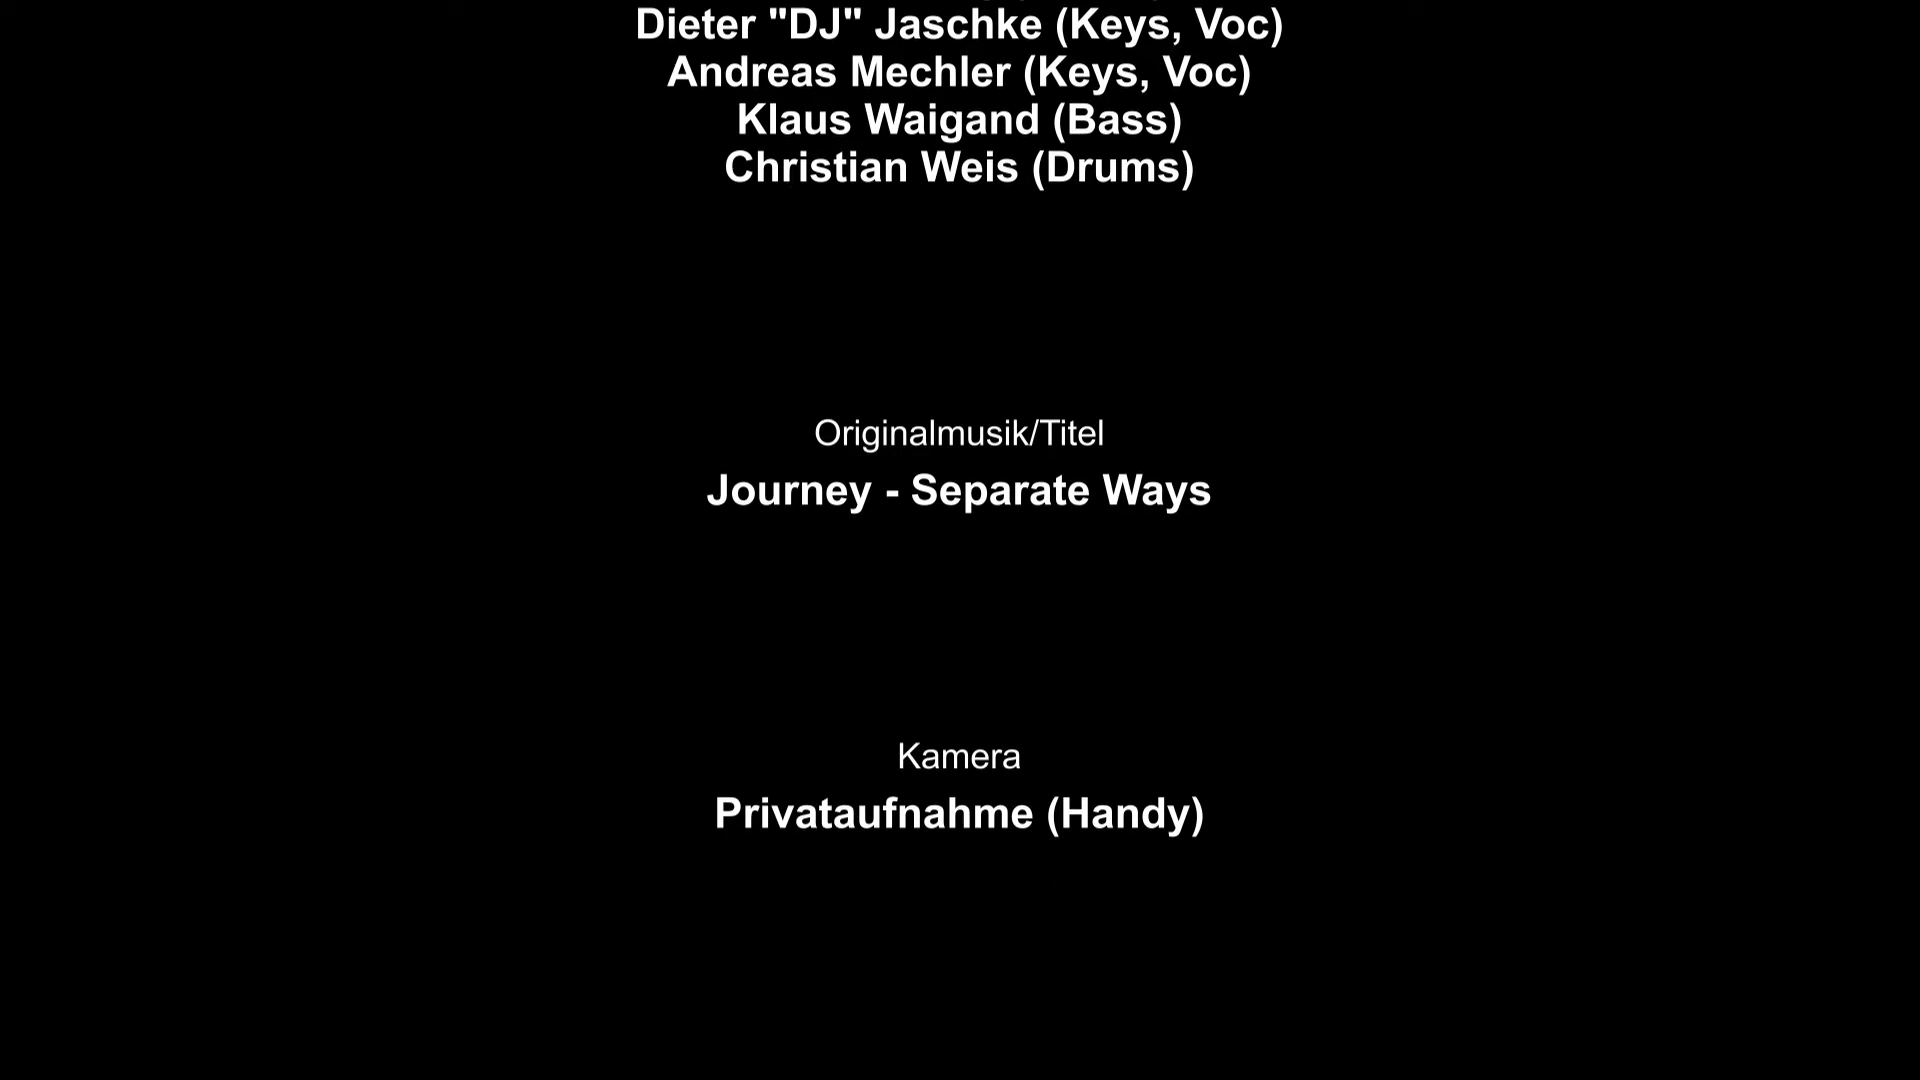 Dieter "DJ" Jaschke (Keys, Voc)
Andreas Mechler (Keys, Voc)
Klaus Waigand (Bass)
Christian Weis (Drums)
Originalmusik/Titel
Journey - Separate Ways
Kamera
Privataufnahme (Handy)